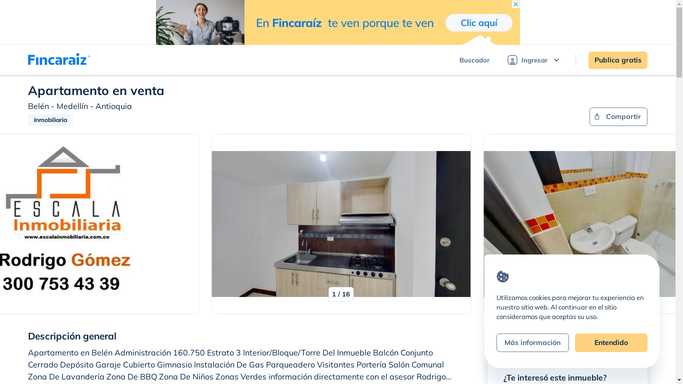 En Fincaraíz te ven porque te ven
Clic aquí
Fincaraiz
Buscador
Ingresar
Publica gratis
Apartamento en venta
Belén - Medellín - Antioquia
Inmobiliaria
Compartir
ESCALA
Inmobiliaria
www.escalainmobiliaria.com.co
Rodrigo Gómez
300 753 43 39
1 / 16
Utilizamos cookies para mejorar tu experiencia en
nuestro sitio web. Al continuar en el sitio
consideramos que aceptas su uso.
Más información
Entendido
Descripción general
Apartamento en Belén Administración 160.750 Estrato 3 Interior/Bloque/Torre Del Inmueble Balcón Conjunto
Cerrado Depósito Garaje Cubierto Gimnasio Instalación De Gas Parqueadero Visitantes Portería Salón Comunal
Zona De Lavandería Zona De BBQ Zona De Niños Zonas Verdes información directamente con el asesor Rodrigo...
¿Te interesó este inmueble?